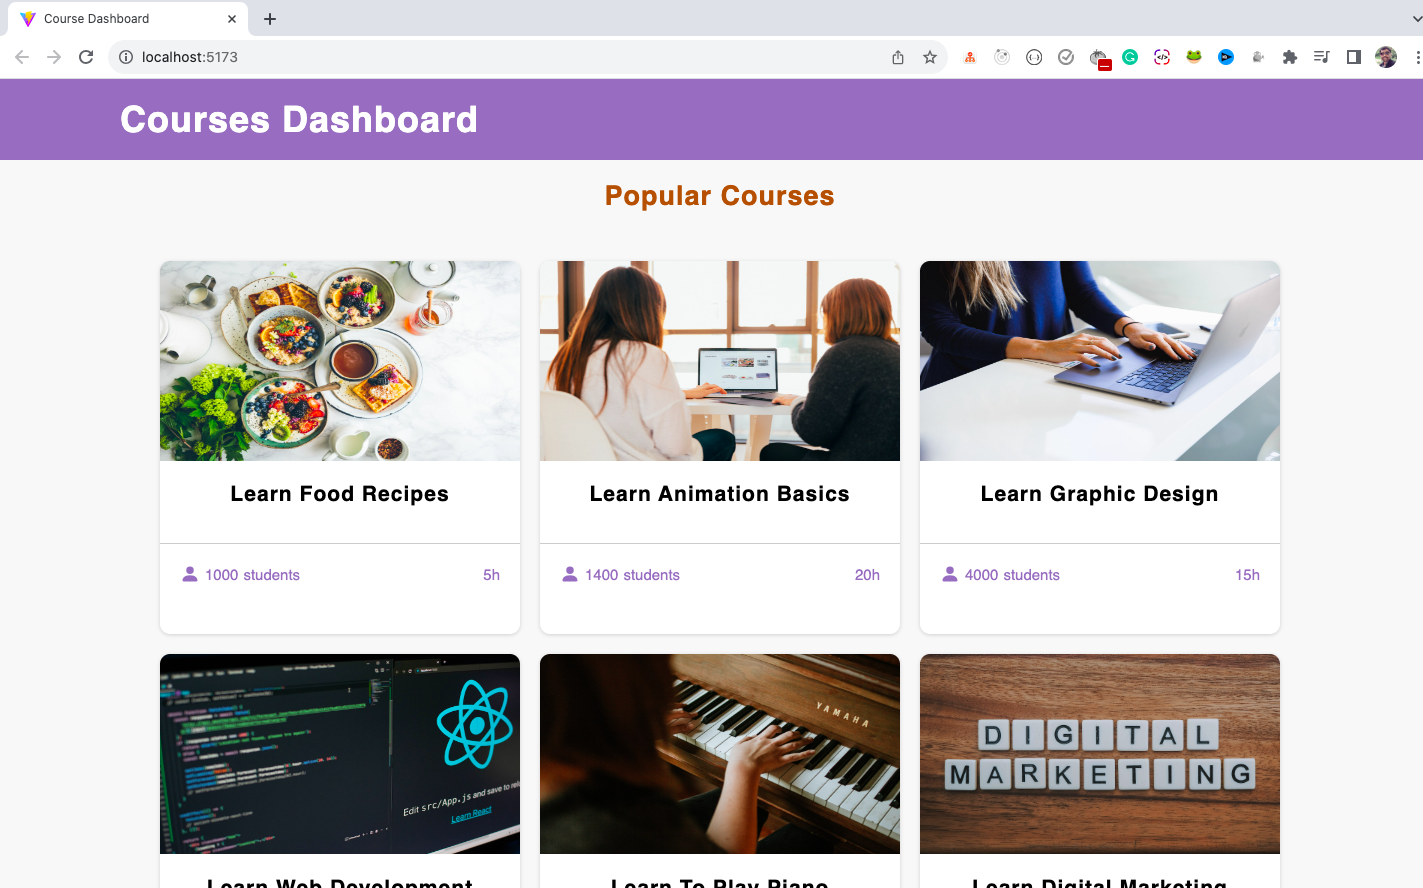 Course Dashboard
localhost:5173
Courses Dashboard
Popular Courses
Learn Food Recipes
Learn Animation Basics
Learn Graphic Design
1000 students
5h
1400 students
20h
4000 students
15h
Edit src/App.js and save to
Learn React
YAMAHA
DIGITAL
MARKETING
Learn Web Development
Learn To Play Piano
Learn Digital Marketing